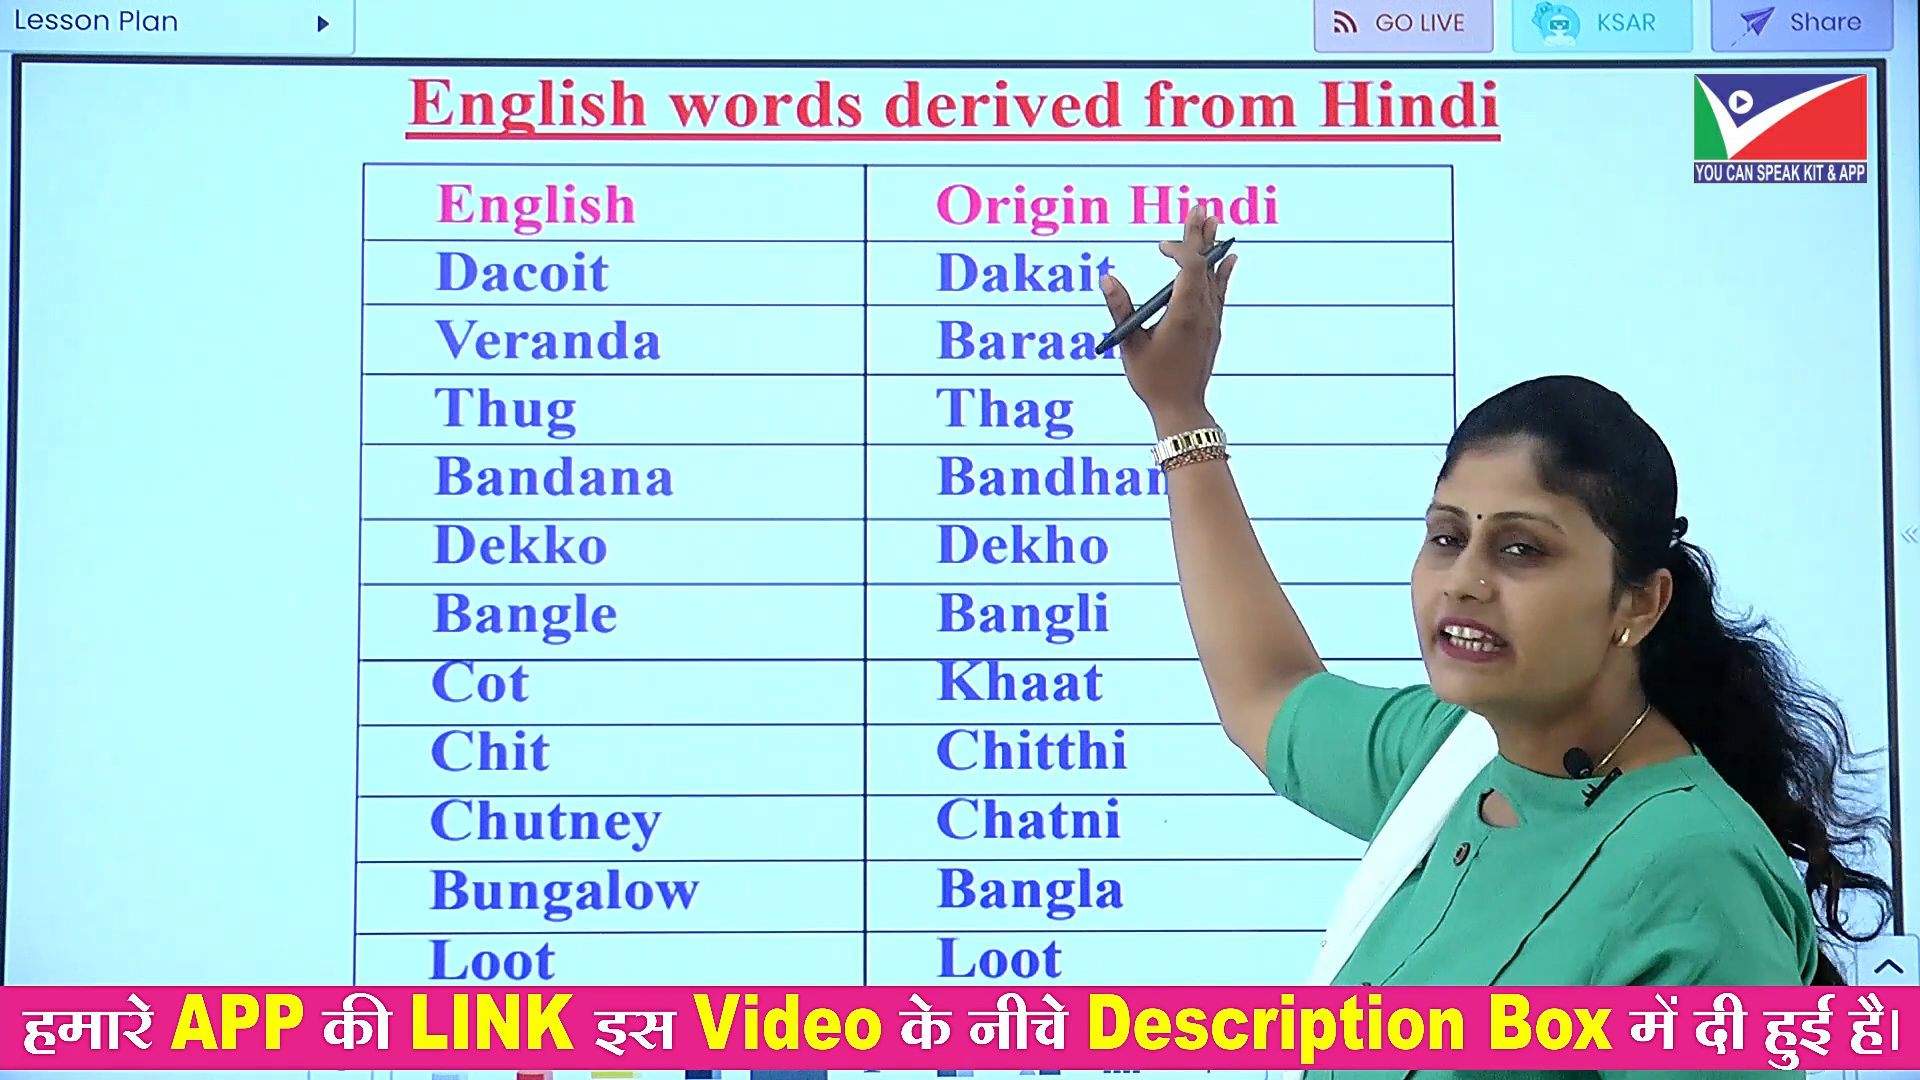 Lesson Plan
GO LIVE
KSAR
Share
English words derived from Hindi
YOU CAN SPEAK KIT & APP
English Origin Hindi
Dacoit Dakait
Veranda
Thug Thag
Bandana
Dekko Dekho
Bangle Bangli
Cot Khaat
Chit Chitthi
Chutney Chatni
Bungalow Bangla
Loot Loot
हमारे APP की LINK इस Video के नीचे Description Box में दी हुई है।